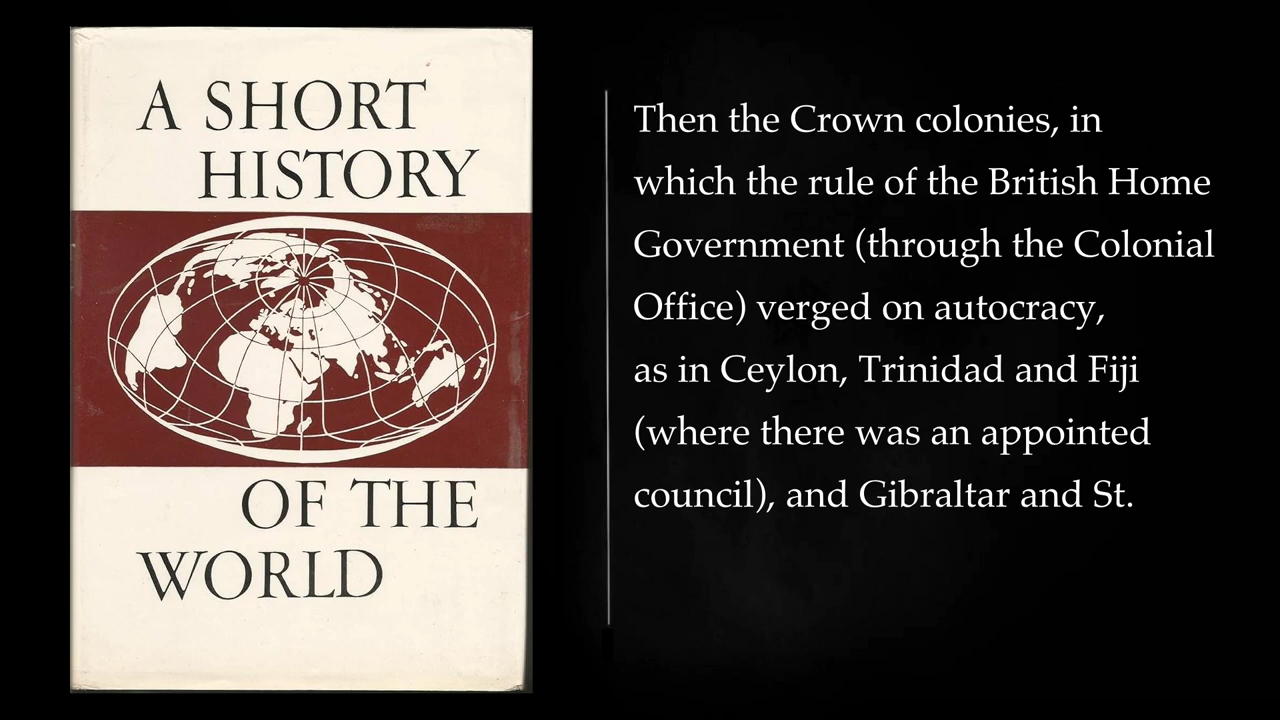 A SHORT
HISTORY
OF THE
WORLD
Then the Crown colonies, in
which the rule of the British Home
Government (through the Colonial
Office) verged on autocracy,
as in Ceylon, Trinidad and Fiji
(where there was an appointed
council), and Gibraltar and St.